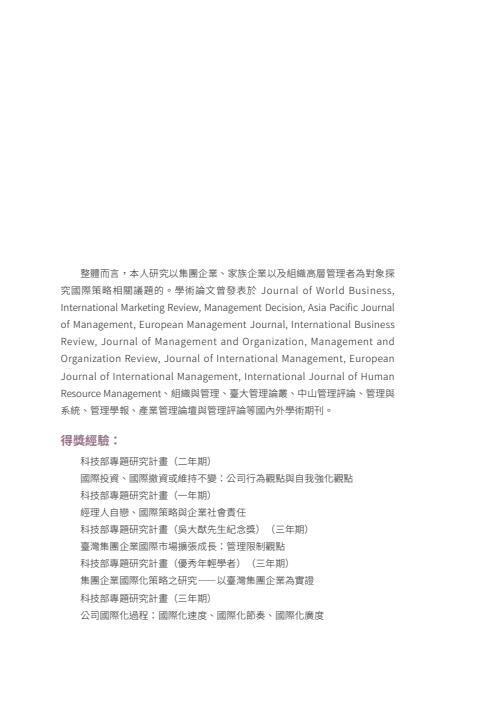 整體而言，本人研究以集團企業、家族企業以及組織高層管理者為對象探
究國際策略相關議題的。學術論文曾發表於 Journal of World Business,
International Marketing Review, Management Decision, Asia Pacific Journal
of Management, European Management Journal, International Business
Review, Journal of Management and Organization, Management and
Organization Review, Journal of International Management, European
Journal of International Management, International Journal of Human
Resource Management、組織與管理、臺大管理論叢、中山管理評論、管理與
系統、管理學報、產業管理論壇與管理評論等國內外學術期刊。
得獎經驗：
科技部專題研究計畫（二年期）
國際投資、國際撤資或維持不變：公司行為觀點與自我強化觀點
科技部專題研究計畫（一年期）
經理人自戀、國際策略與企業社會責任
科技部專題研究計畫（吳大猷先生紀念獎）（三年期）
臺灣集團企業國際市場擴張成長：管理限制觀點
科技部專題研究計畫（優秀年輕學者）（三年期）
集團企業國際化策略之研究──以臺灣集團企業為實證
科技部專題研究計畫（三年期）
公司國際化過程：國際化速度、國際化節奏、國際化廣度